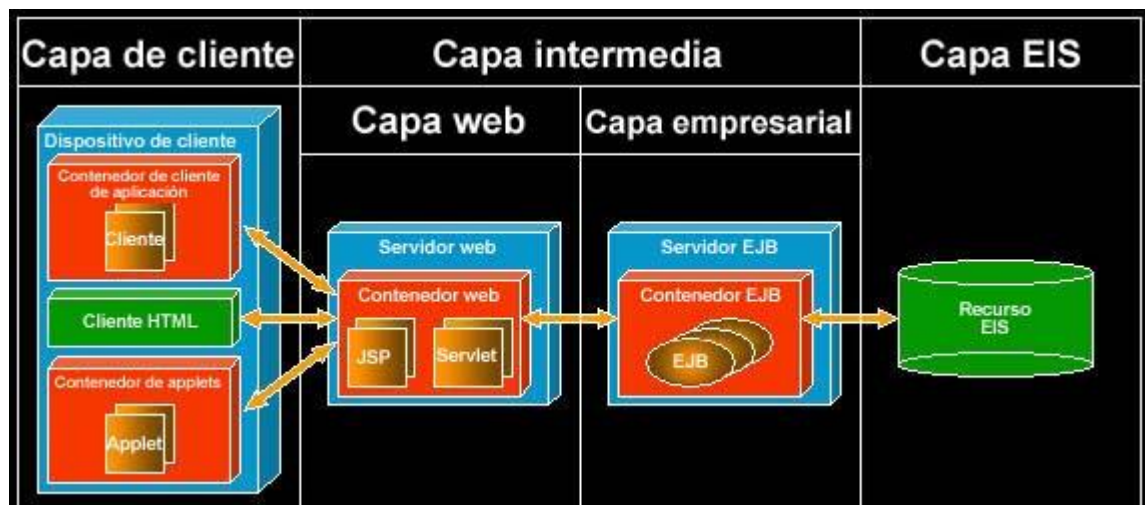 Capa de cliente
Capa intermedia
Capa EIS
Capa web
Capa empresarial
Dispositivo de cliente
Contenedor de cliente
de aplicación
Cliente
Cliente HTML
Contenedor de applets
Applet
Servidor web
Contenedor web
JSP
Servlet
Servidor EJB
Contenedor EJB
EJB
Recurso
EIS